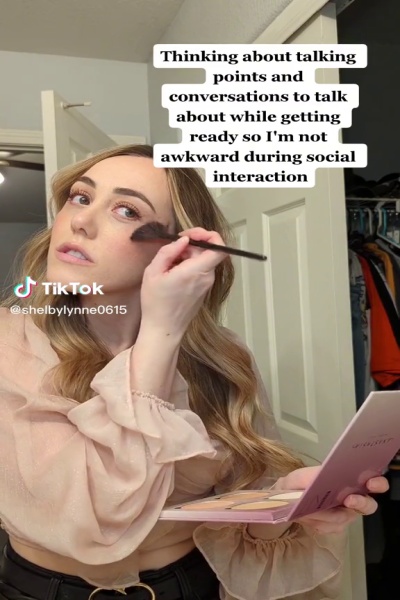 Thinking about talking
points and
conversations to talk
about while getting
ready so I'm not
awkward during social
interaction
TikTok
@shelbylynne0615